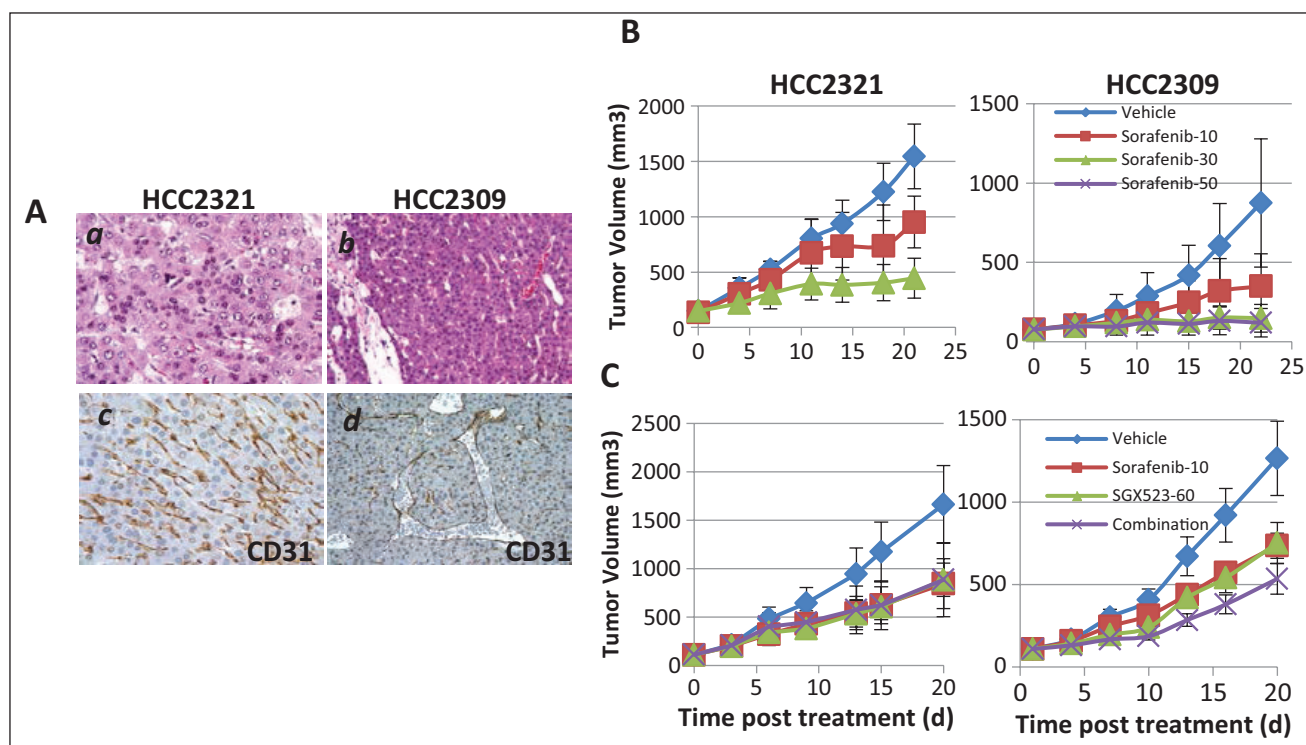 A
HCC2321
HCC2309
a
b
c
CD31
d
CD31
B
HCC2321
Tumor Volume (mm3)
2000
1500
1000
500
0
0 5 10 15 20 25
HCC2309
1500
1000
500
0
0 5 10 15 20 25
Vehicle
Sorafenib-10
Sorafenib-30
Sorafenib-50
C
Tumor Volume (mm3)
2500
2000
1500
1000
500
0
0 5 10 15 20
Time post treatment (d)
1500
1000
500
0
0 5 10 15 20
Vehicle
Sorafenib-10
SGX523-60
Combination
Time post treatment (d)